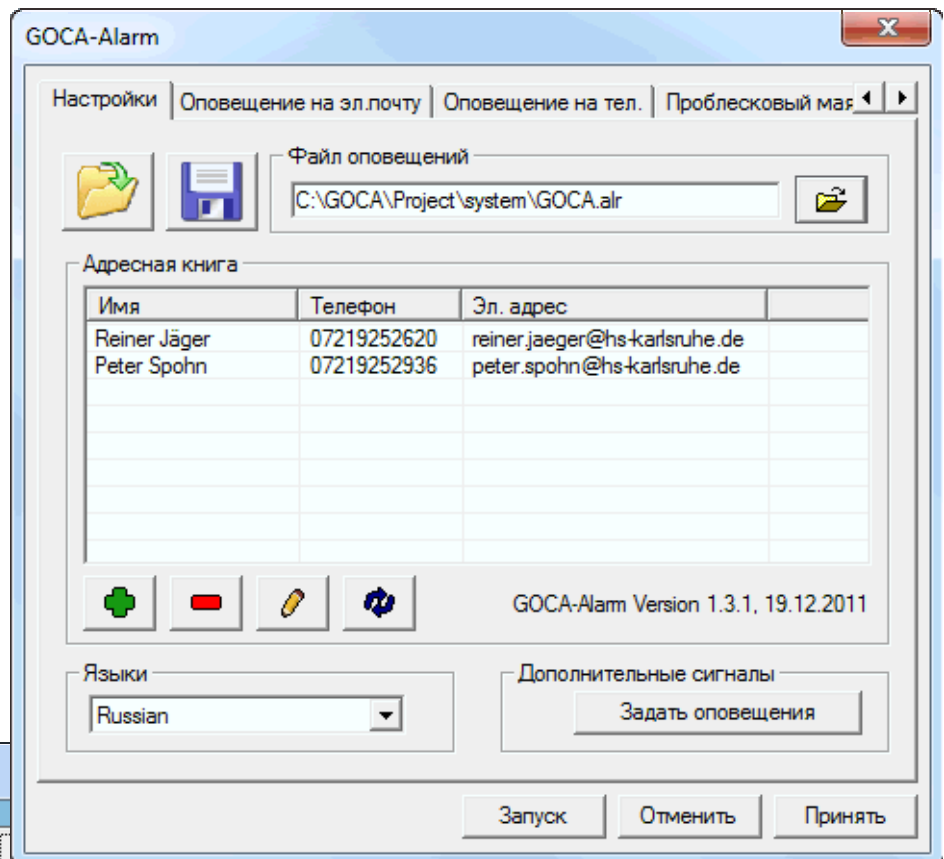 GOCA-Alarm
Настройки Оповещение на эл.почту Оповещение на тел. Проблесковый мая
Файл оповещений
C:\GOCA\Project\system\GOCA.alr
Адресная книга
Имя Телефон Эл. адрес
Reiner Jäger 07219252620 reiner.jaeger@hs-karlsruhe.de
Peter Spohn 07219252936 peter.spohn@hs-karlsruhe.de
GOCA-Alarm Version 1.3.1, 19.12.2011
Языки Дополнительные сигналы
Russian Задать оповещения
Запуск Отменить Принять